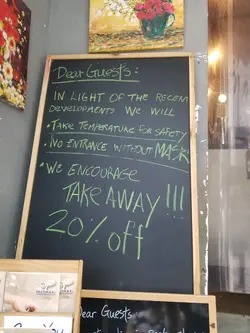 Dear Guests:
IN LIGHT OF THE RECEM
DEVELOPMENTS WE WILL
• TAKE TEMPERATURE FOR SAFETY
• NO ENTRANCE WITHOUT MASK
• WE ENCOURAGE
TAKE AWAY!!!
20% off
Dear Guests: